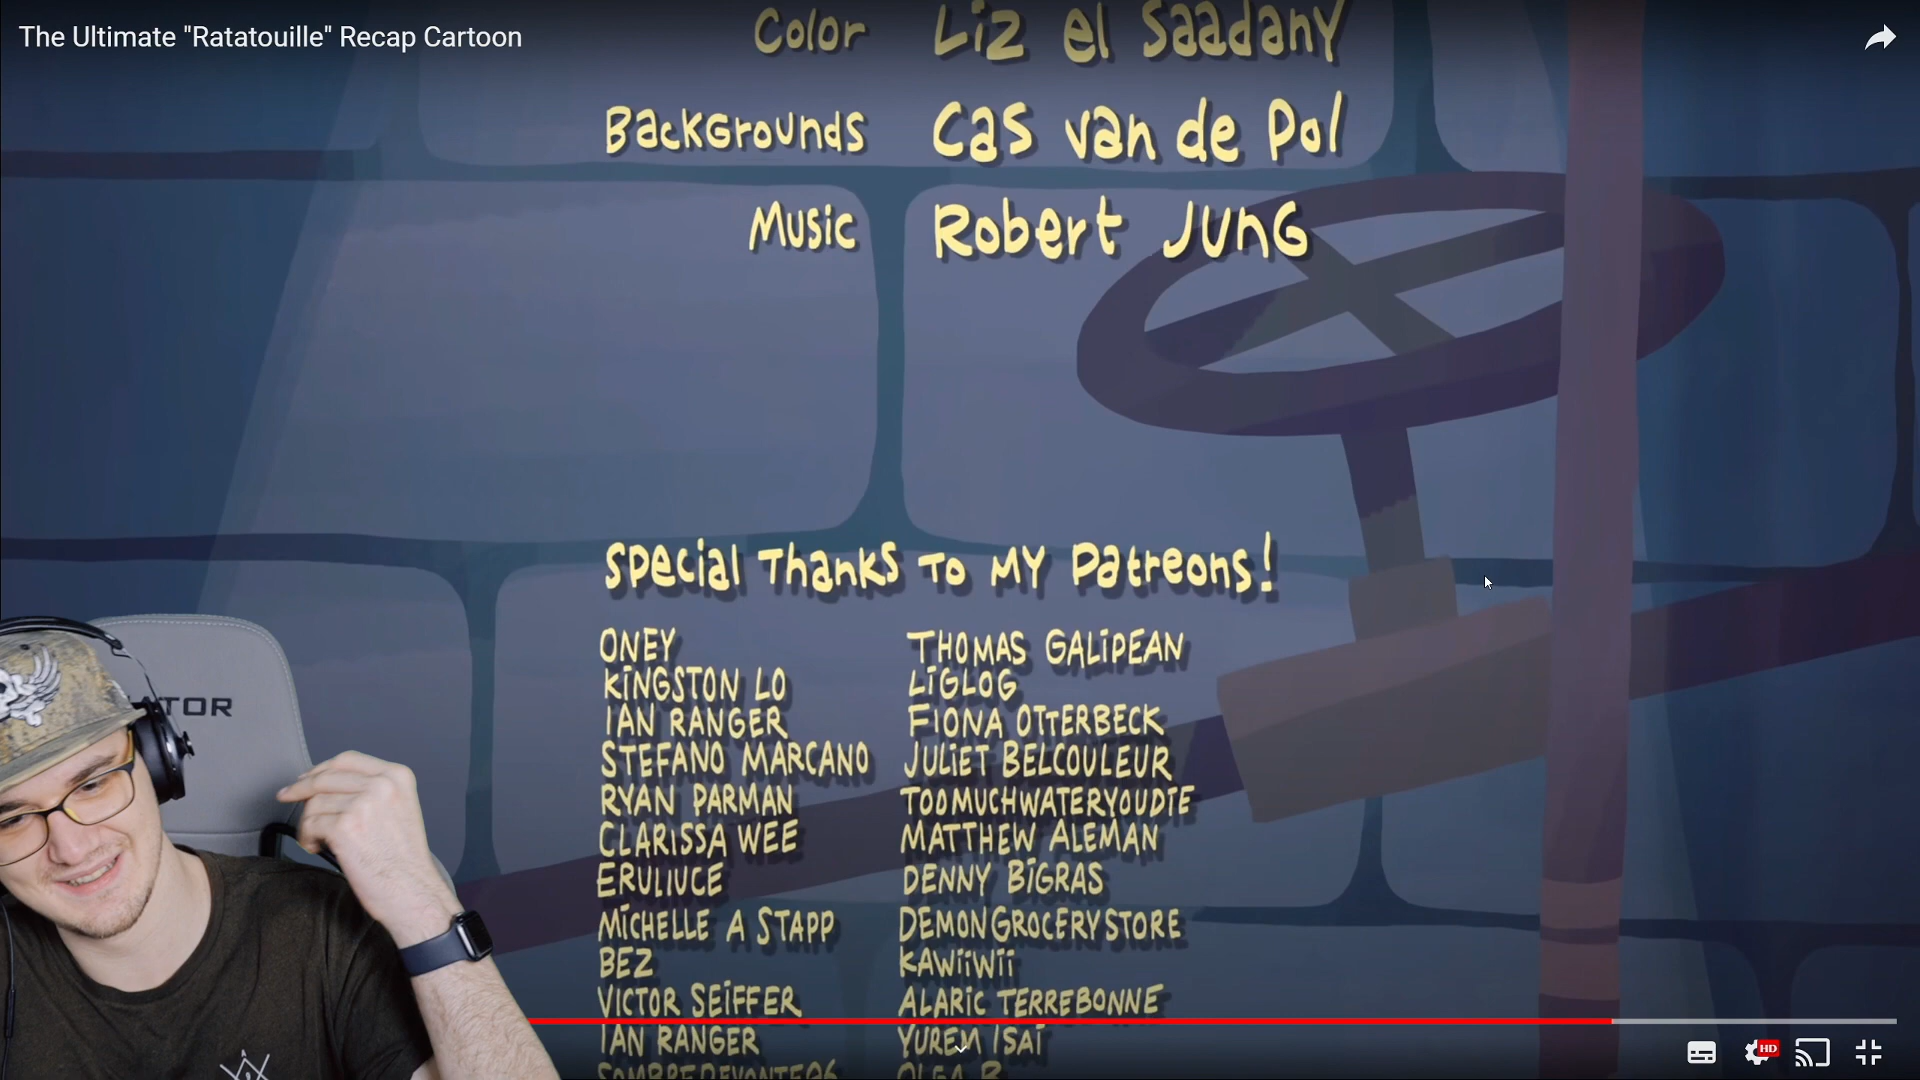 The Ultimate "Ratatouille" Recap Cartoon
Color Liz el Saadany
Backgrounds Cas van de Pol
Music Robert Jung
Special Thanks to my Patreons!
ONEY THOMAS GALiPEAN
KiNGSTON LO LiGLOG
IAN RANGER FIONA OTTERBECK
STEFANO MARCANO JULIET BELCOULEUR
RYAN PARMAN TOOMUCHWATERYOUDIE
CLARISSA WEE MATTHEW ALEMAN
ERULIUCE DENNY BiGRAS
MiCHELLE A STAPP DEMONGROCERYSTORE
BEZ KAWiiWii
VICTOR SEiFFER ALARIC TERREBONNE
IAN RANGER YUREM ISAi
OLGA B
HD